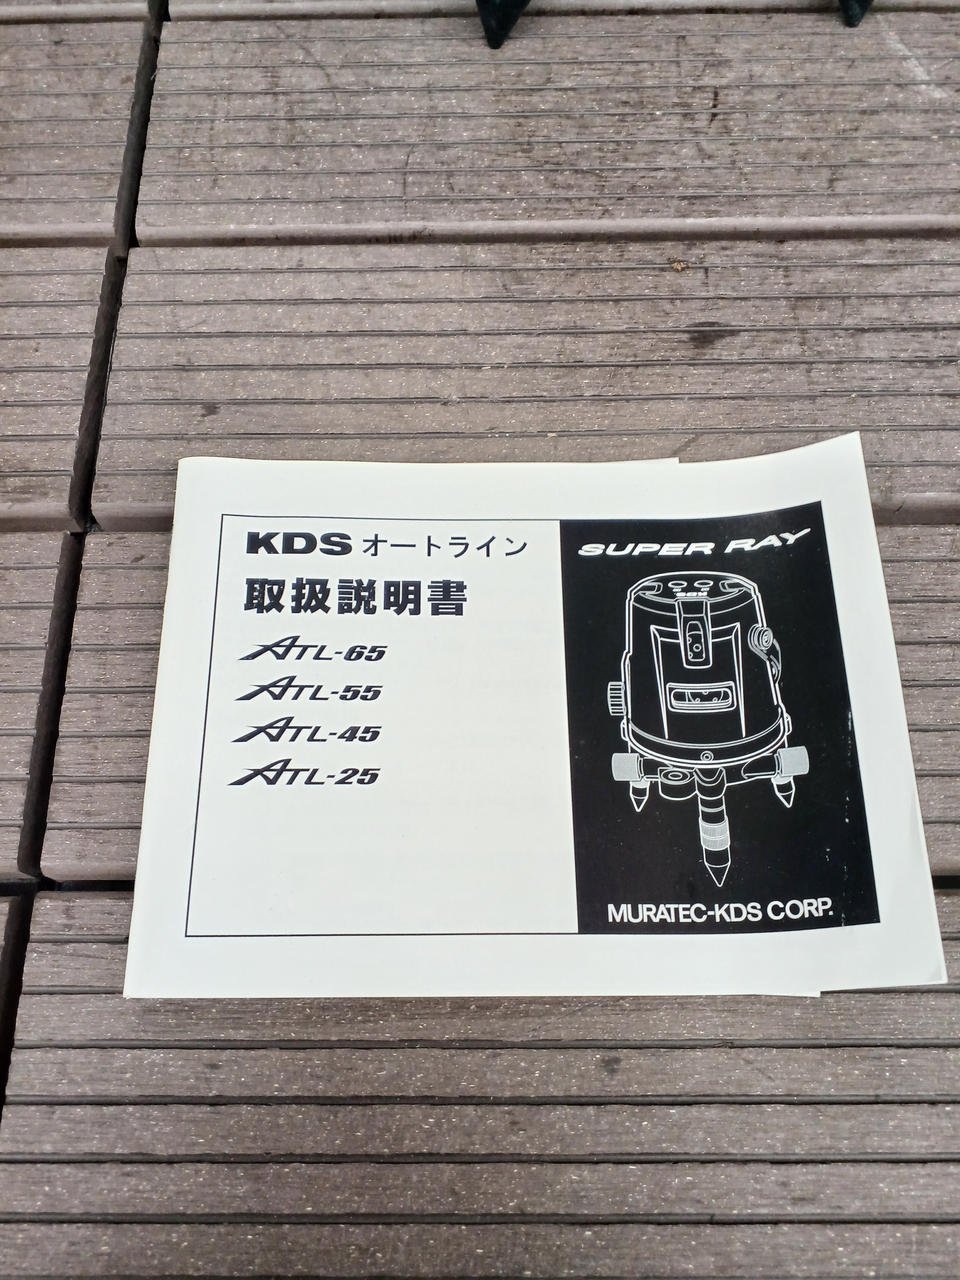 KDS オートライン
取扱説明書
ATL-65
ATL-55
ATL-45
ATL-25
SUPER RAY
KDS
MURATEC-KDS CORP.